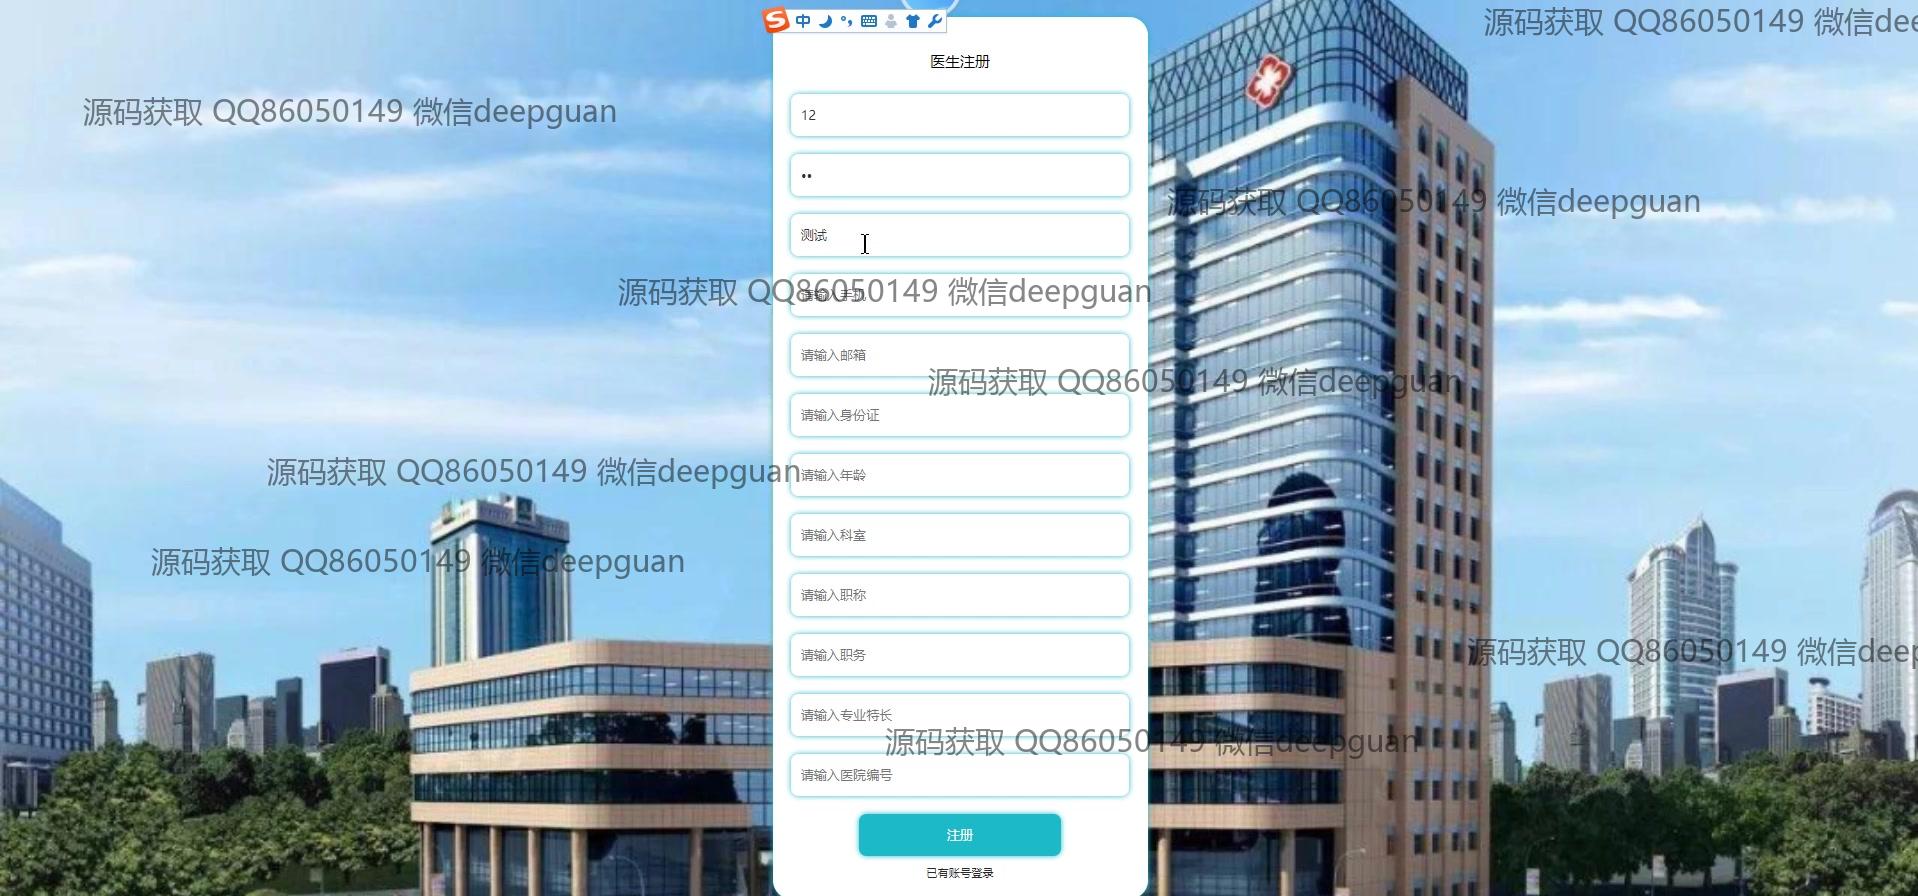 源码获取 QQ86050149 微信dee
中
医生注册
12
••
测试
请输入手机
请输入邮箱
请输入身份证
请输入年龄
请输入科室
请输入职称
请输入职务
请输入专业特长
请输入医院编号
注册
已有账号登录
源码获取 QQ86050149 微信deepguan
源码获取 QQ86050149 微信deepguan
源码获取 QQ86050149 微信deepguan
源码获取 QQ86050149 微信deepguan
源码获取 QQ86050149 微信deepguan
源码获取 QQ86050149 微信deepguan
源码获取 QQ86050149 微信deep
源码获取 QQ86050149 微信deepguan